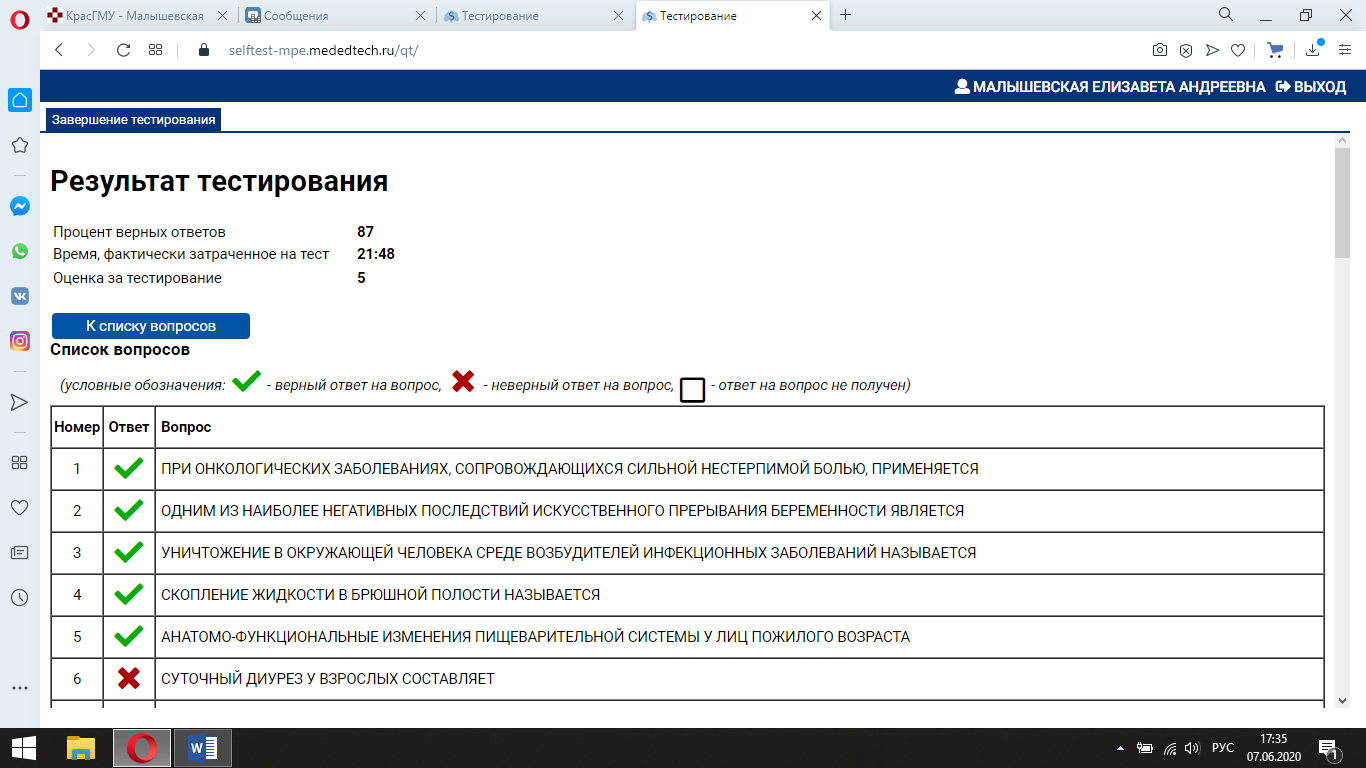 КрасГМУ - Малышевская
Сообщения
Тестирование
Тестирование
selftest-mpe.mededtech.ru/qt/
МАЛЫШЕВСКАЯ ЕЛИЗАВЕТА АНДРЕЕВНА ВЫХОД
Завершение тестирования
Результат тестирования
Процент верных ответов 87
Время, фактически затраченное на тест 21:48
Оценка за тестирование 5
К списку вопросов
Список вопросов
(условные обозначения: - верный ответ на вопрос, - неверный ответ на вопрос, - ответ на вопрос не получен)
Номер Ответ Вопрос
1 ПРИ ОНКОЛОГИЧЕСКИХ ЗАБОЛЕВАНИЯХ, СОПРОВОЖДАЮЩИХСЯ СИЛЬНОЙ НЕСТЕРПИМОЙ БОЛЬЮ, ПРИМЕНЯЕТСЯ
2 ОДНИМ ИЗ НАИБОЛЕЕ НЕГАТИВНЫХ ПОСЛЕДСТВИЙ ИСКУССТВЕННОГО ПРЕРЫВАНИЯ БЕРЕМЕННОСТИ ЯВЛЯЕТСЯ
3 УНИЧТОЖЕНИЕ В ОКРУЖАЮЩЕЙ ЧЕЛОВЕКА СРЕДЕ ВОЗБУДИТЕЛЕЙ ИНФЕКЦИОННЫХ ЗАБОЛЕВАНИЙ НАЗЫВАЕТСЯ
4 СКОПЛЕНИЕ ЖИДКОСТИ В БРЮШНОЙ ПОЛОСТИ НАЗЫВАЕТСЯ
5 АНАТОМО-ФУНКЦИОНАЛЬНЫЕ ИЗМЕНЕНИЯ ПИЩЕВАРИТЕЛЬНОЙ СИСТЕМЫ У ЛИЦ ПОЖИЛОГО ВОЗРАСТА
6 СУТОЧНЫЙ ДИУРЕЗ У ВЗРОСЛЫХ СОСТАВЛЯЕТ
РУС
17:35
07.06.2020
1